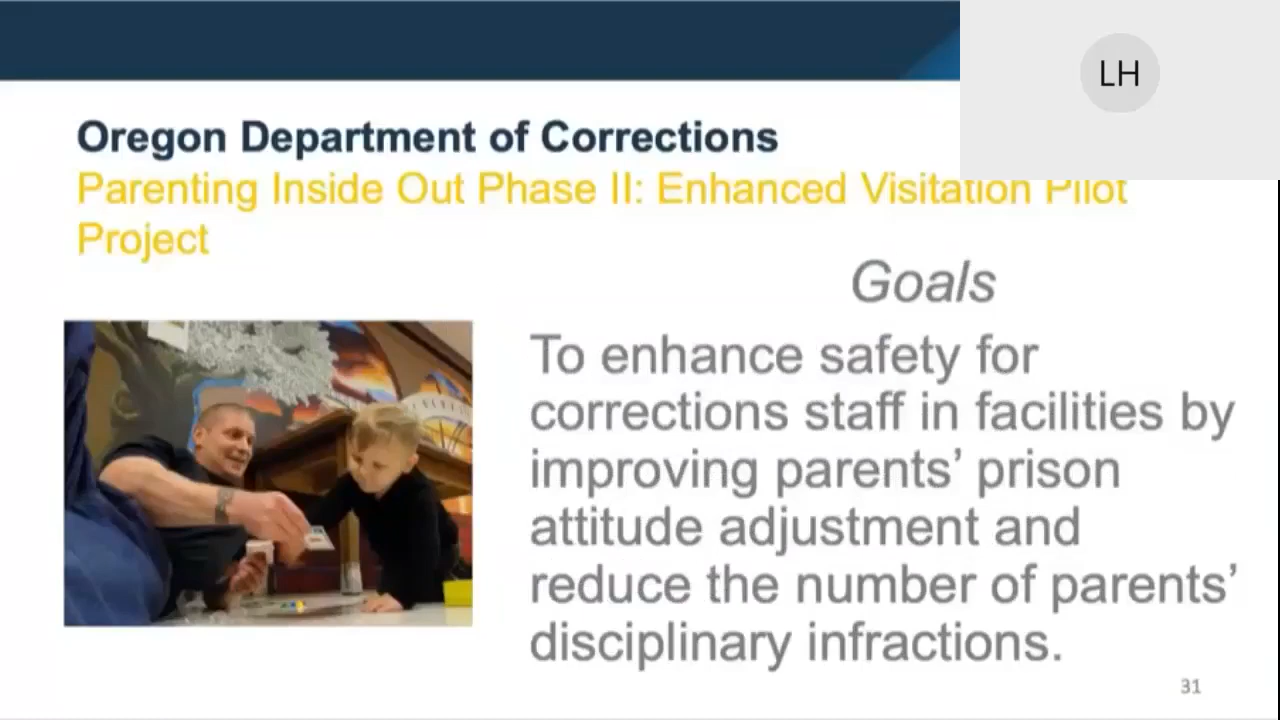 LH
Oregon Department of Corrections
Parenting Inside Out Phase II: Enhanced Visitation Pilot
Project
Goals
To enhance safety for
corrections staff in facilities by
improving parents’ prison
attitude adjustment and
reduce the number of parents’
disciplinary infractions.
31